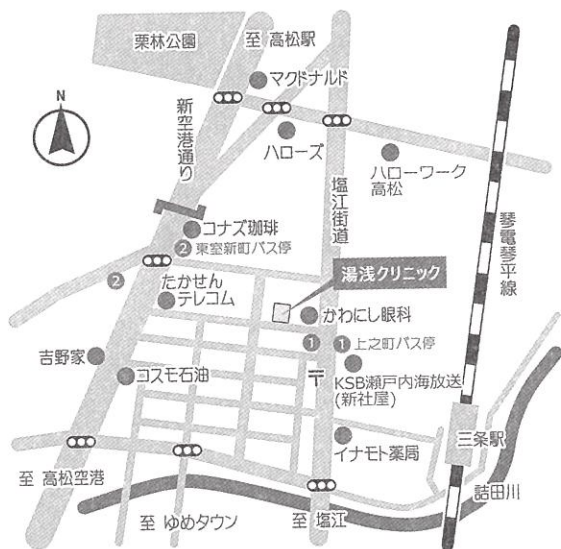 栗林公園
至 高松駅
マクドナルド
N
新空港通り
ハローズ
ハローワーク
高松
塩江街道
琴電琴平線
コナズ珈琲
2 東室新町バス停
湯浅クリニック
2
たかせん
テレコム
かわにし眼科
1 1 上之町バス停
吉野家
コスモ石油
〒
KSB瀬戸内海放送
(新社屋)
イナモト薬局
三条駅
至 高松空港
詰田川
至 ゆめタウン
至 塩江